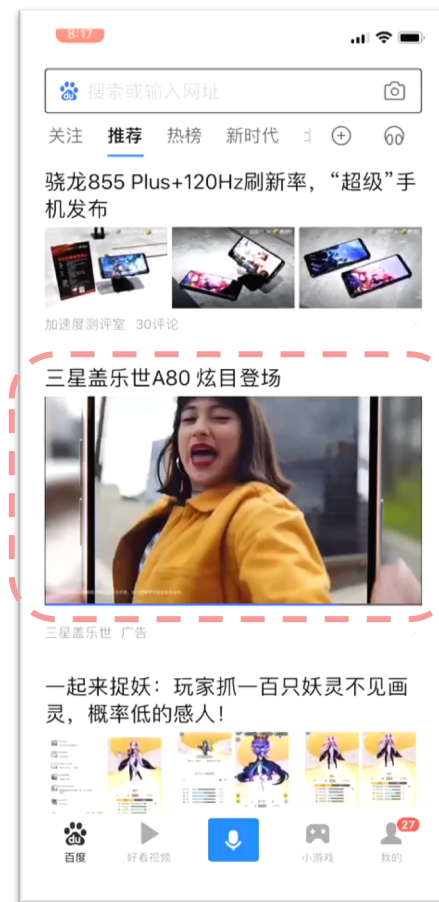 8:17
du
搜索或输入网址
关注 推荐 热榜 新时代
骁龙855 Plus+120Hz刷新率，“超级”手
机发布
加速度测评室 30评论
三星盖乐世A80 炫目登场
三星盖乐世 广告
一起来捉妖：玩家抓一百只妖灵不见画
灵，概率低的感人！
du
27
百度 好看视频 小游戏 我的